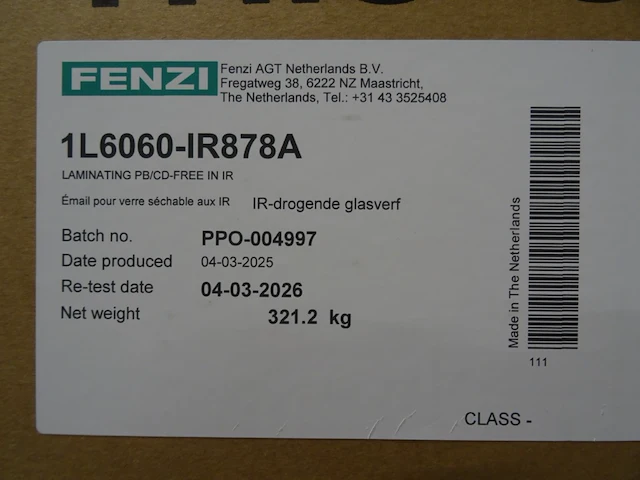 FENZI
Fenzi AGT Netherlands B.V.
Fregatweg 38, 6222 NZ Maastricht,
The Netherlands, Tel.: +31 43 3525408
1L6060-IR878A
LAMINATING PB/CD-FREE IN IR
Émail pour verre séchable aux IR IR-drogende glasverf
Batch no. PPO-004997
Date produced 04-03-2025
Re-test date 04-03-2026
Net weight 321.2 kg
Made in The Netherlands
111
CLASS -